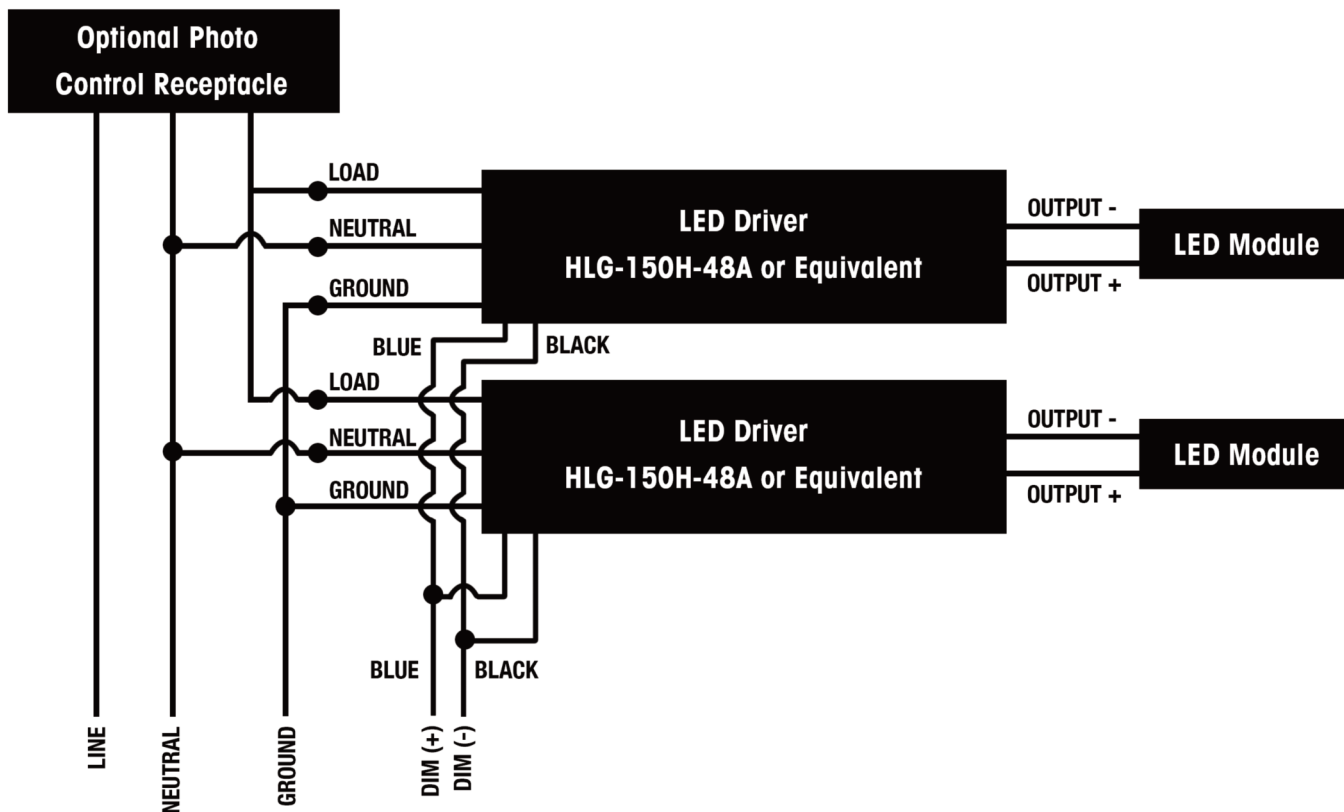 Optional Photo
Control Receptacle
LOAD
NEUTRAL
GROUND
LED Driver
HLG-150H-48A or Equivalent
OUTPUT -
OUTPUT +
LED Module
BLUE
BLACK
LOAD
NEUTRAL
GROUND
LED Driver
HLG-150H-48A or Equivalent
OUTPUT -
OUTPUT +
LED Module
BLUE
BLACK
LINE
NEUTRAL
GROUND
DIM (+)
DIM (-)